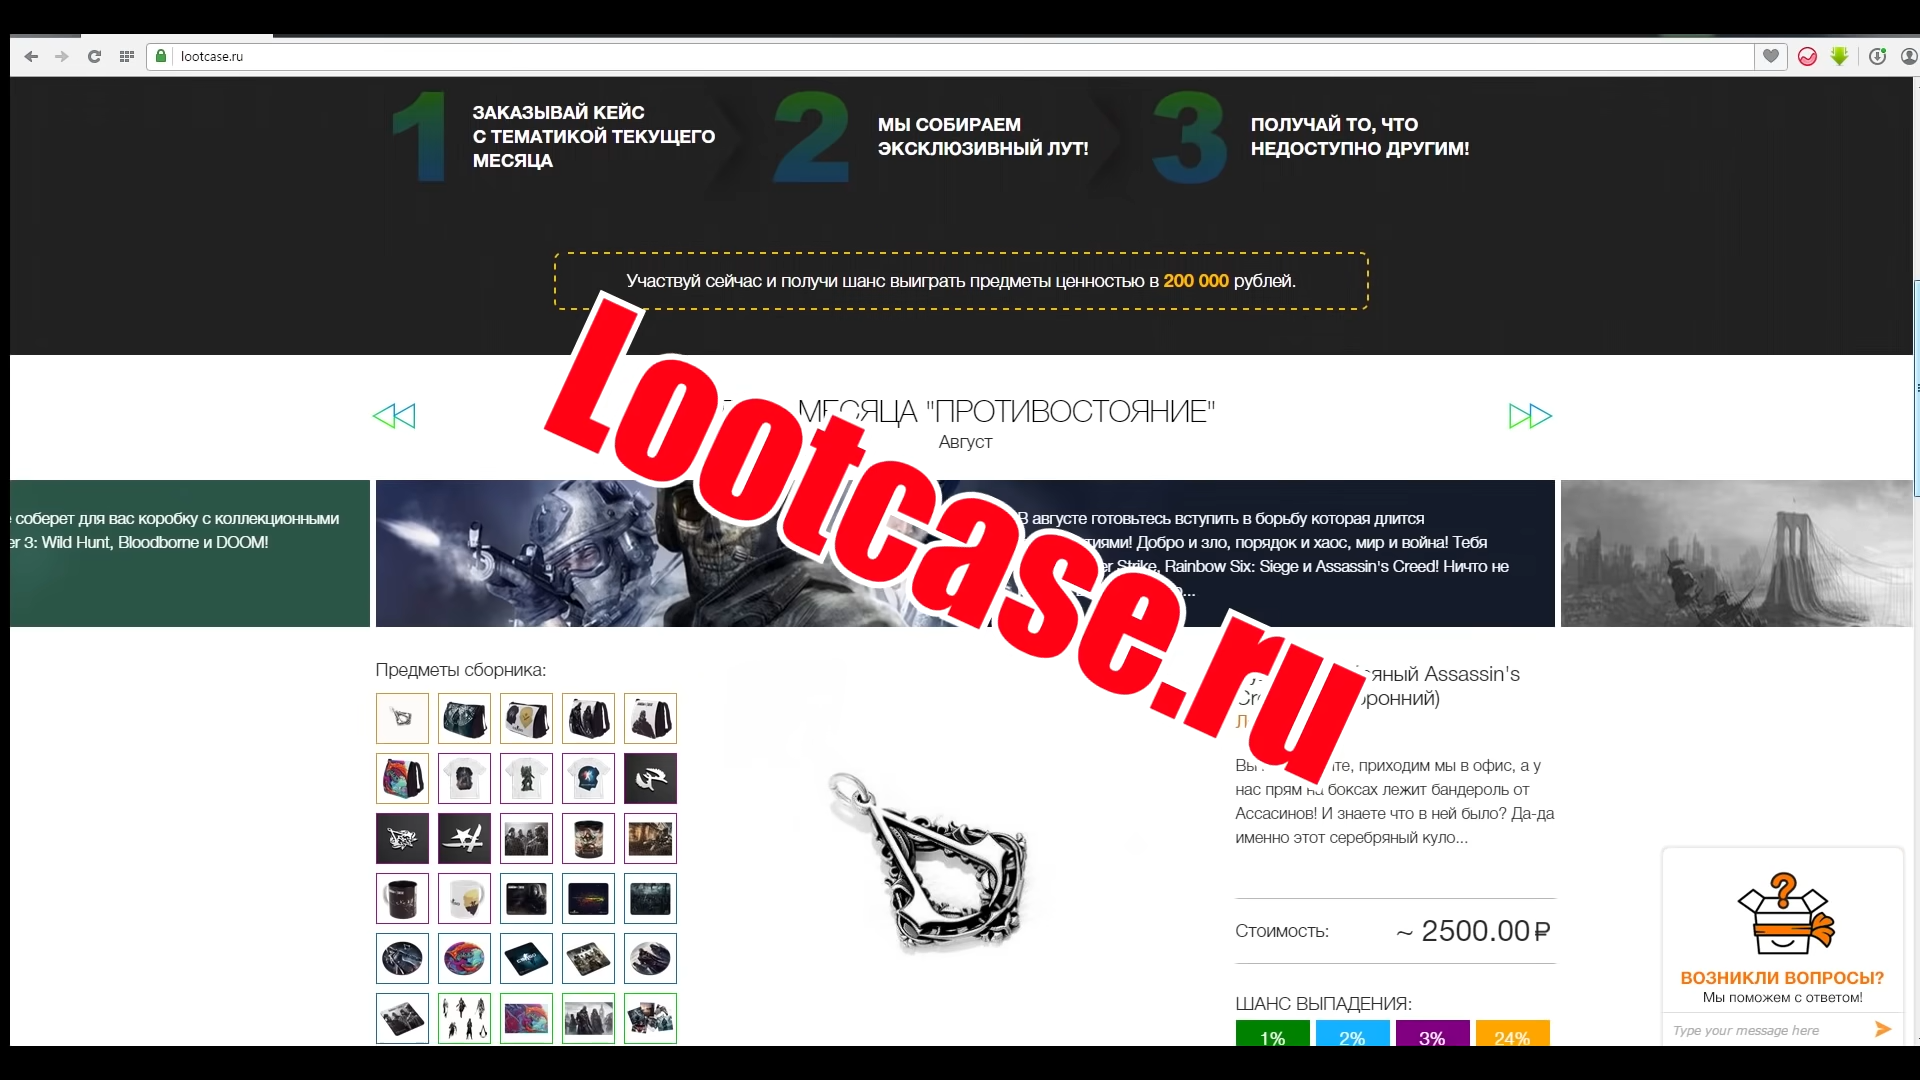 lootcase.ru
1
ЗАКАЗЫВАЙ КЕЙС
С ТЕМАТИКОЙ ТЕКУЩЕГО
МЕСЯЦА
2
МЫ СОБИРАЕМ
ЭКСКЛЮЗИВНЫЙ ЛУТ!
3
ПОЛУЧАЙ ТО, ЧТО
НЕДОСТУПНО ДРУГИМ!
Участвуй сейчас и получи шанс выиграть предметы ценностью в 200 000 рублей.
МЕСЯЦА "ПРОТИВОСТОЯНИЕ"
Август
Lootcase.ru
соберет для вас коробку с коллекционными
3: Wild Hunt, Bloodborne и DOOM!
В августе готовьтесь вступить в борьбу которая длится
Добро и зло, порядок и хаос, мир и война! Тебя
Strike, Rainbow Six: Siege и Assassin's Creed! Ничто не
Предметы сборника:
Assassin's
приходим мы в офис, а у
нас прям на боксах лежит бандероль от
Ассасинов! И знаете что в ней было? Да-да
именно этот серебряный куло...
Стоимость: ~ 2500.00₽
ШАНС ВЫПАДЕНИЯ:
1% 2% 3% 24%
ВОЗНИКЛИ ВОПРОСЫ?
Мы поможем с ответом!
Type your message here